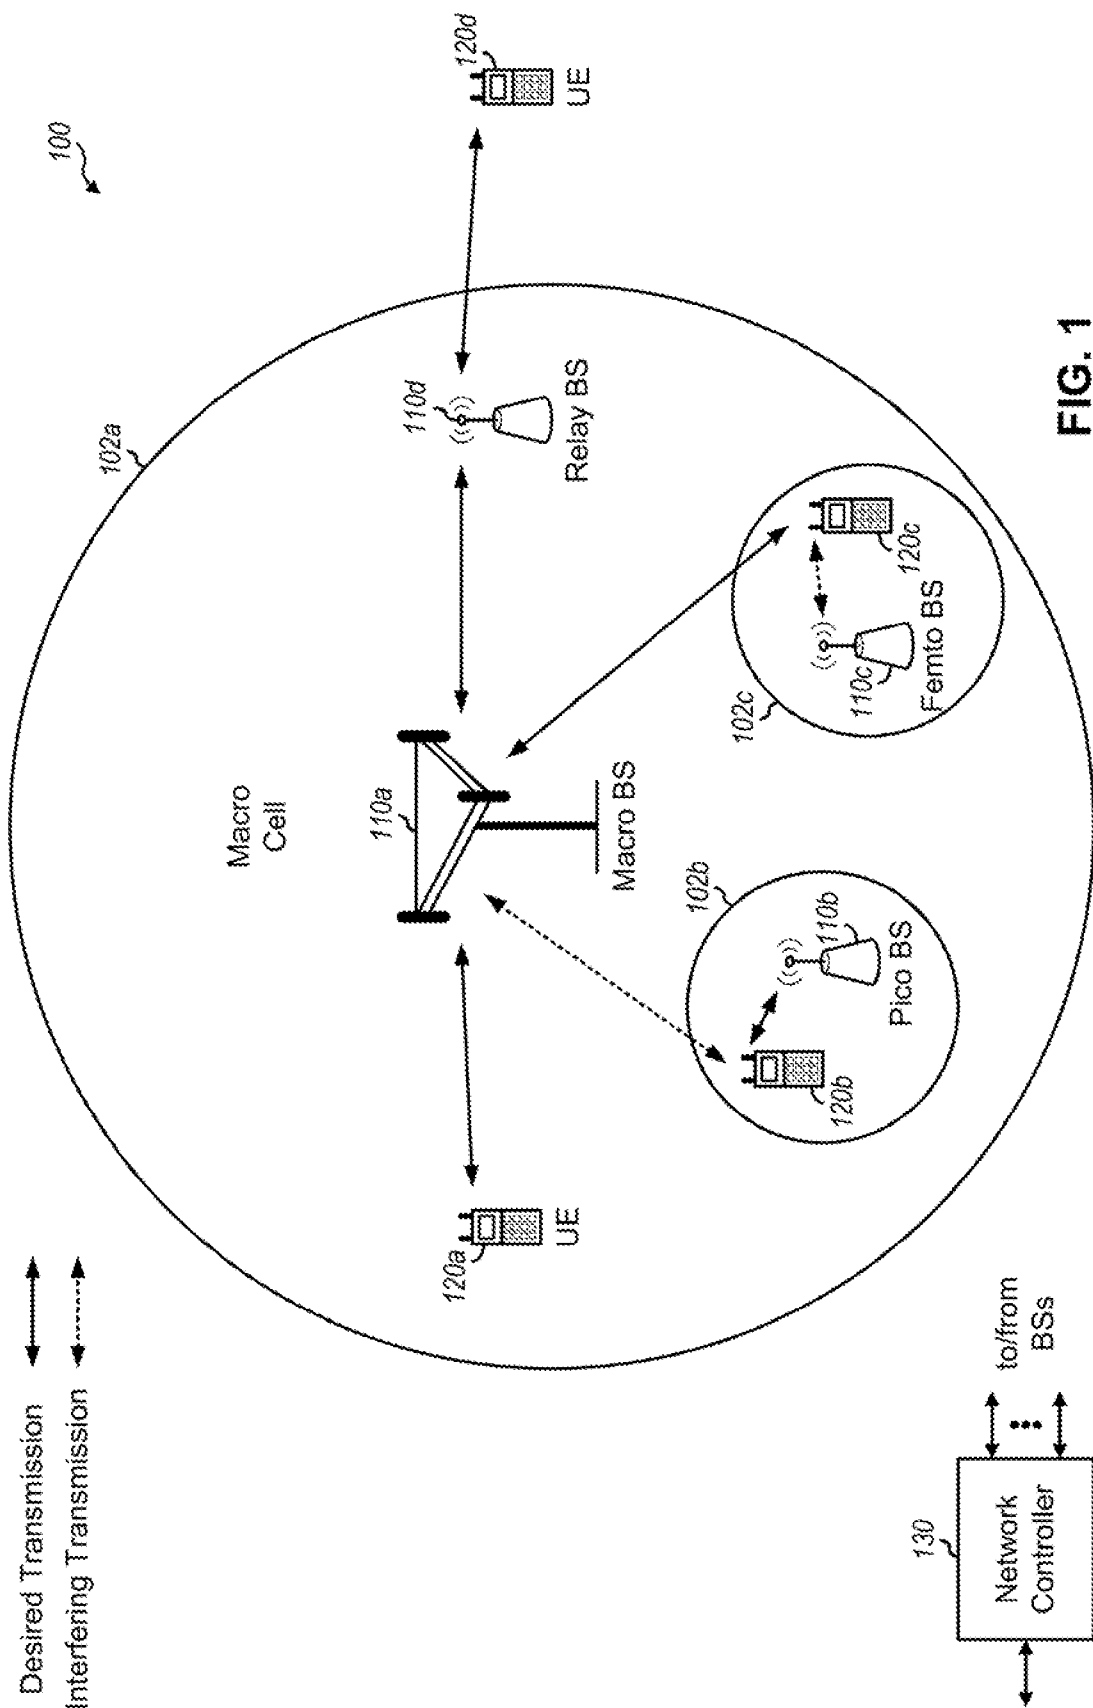 Desired Transmission
Interfering Transmission
100
102a
Macro
Cell
110a
Macro BS
120a
UE
110d
Relay BS
120d
UE
102b
110b
Pico BS
120b
102c
110c
Femto BS
120c
130
Network
Controller
to/from
BSs
FIG. 1